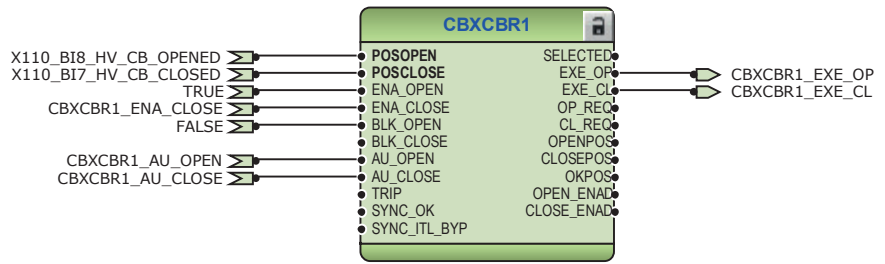 CBXCBR1
X110_BI8_HV_CB_OPENED POSOPEN SELECTED
X110_BI7_HV_CB_CLOSED POSCLOSE EXE_OP CBXCBR1_EXE_OP
TRUE ENA_OPEN EXE_CL CBXCBR1_EXE_CL
CBXCBR1_ENA_CLOSE ENA_CLOSE OP_REQ
FALSE BLK_OPEN CL_REQ
BLK_CLOSE OPENPOS
CBXCBR1_AU_OPEN AU_OPEN CLOSEPOS
CBXCBR1_AU_CLOSE AU_CLOSE OKPOS
TRIP OPEN_ENAD
SYNC_OK CLOSE_ENAD
SYNC_ITL_BYP